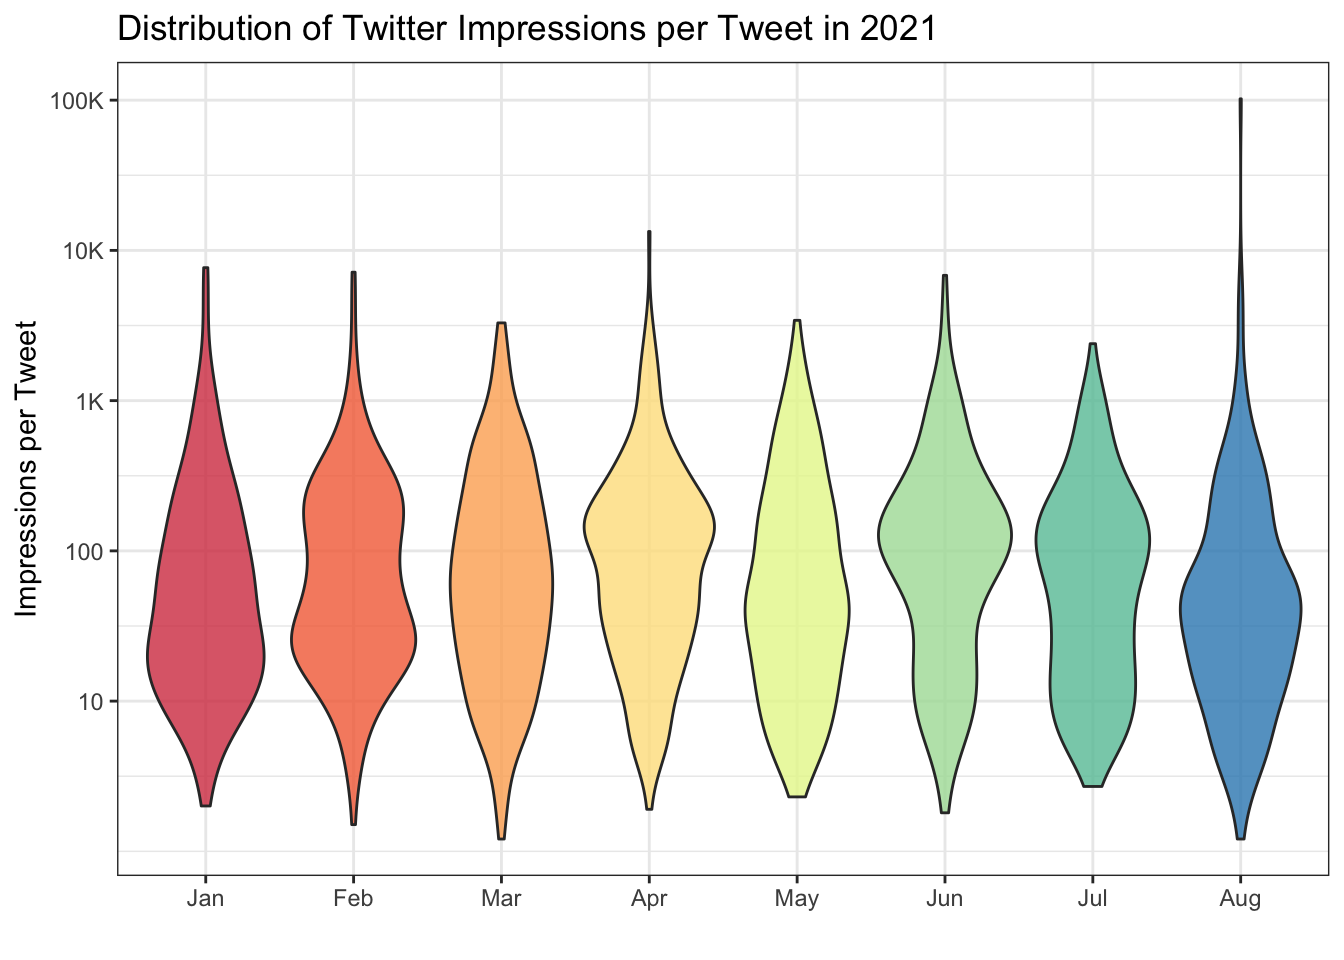 Distribution of Twitter Impressions per Tweet in 2021
Impressions per Tweet
100K
10K
1K
100
10
Jan Feb Mar Apr May Jun Jul Aug